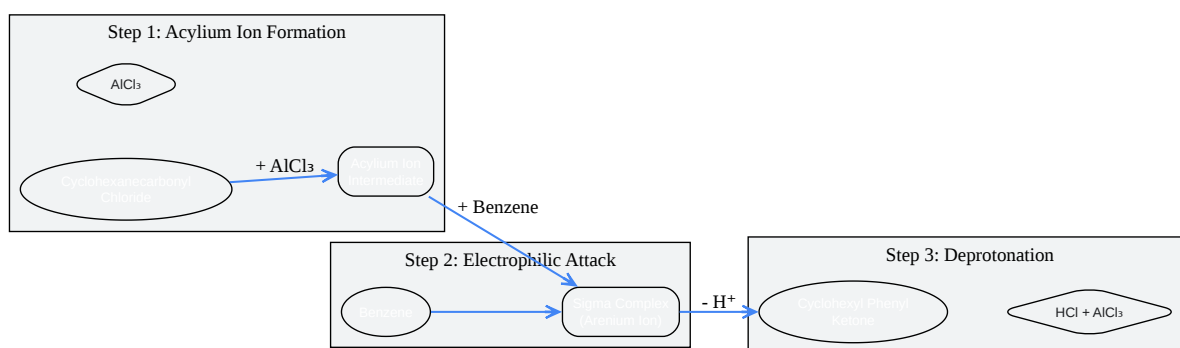 Step 1: Acylium Ion Formation
AlCl₃
Cyclohexanecarbonyl
Chloride
+ AlCl₃
Acylium Ion
Intermediate
+ Benzene
Step 2: Electrophilic Attack
Benzene
Sigma Complex
(Arenium Ion)
- H⁺
Step 3: Deprotonation
Cyclohexyl Phenyl
Ketone
HCl + AlCl₃